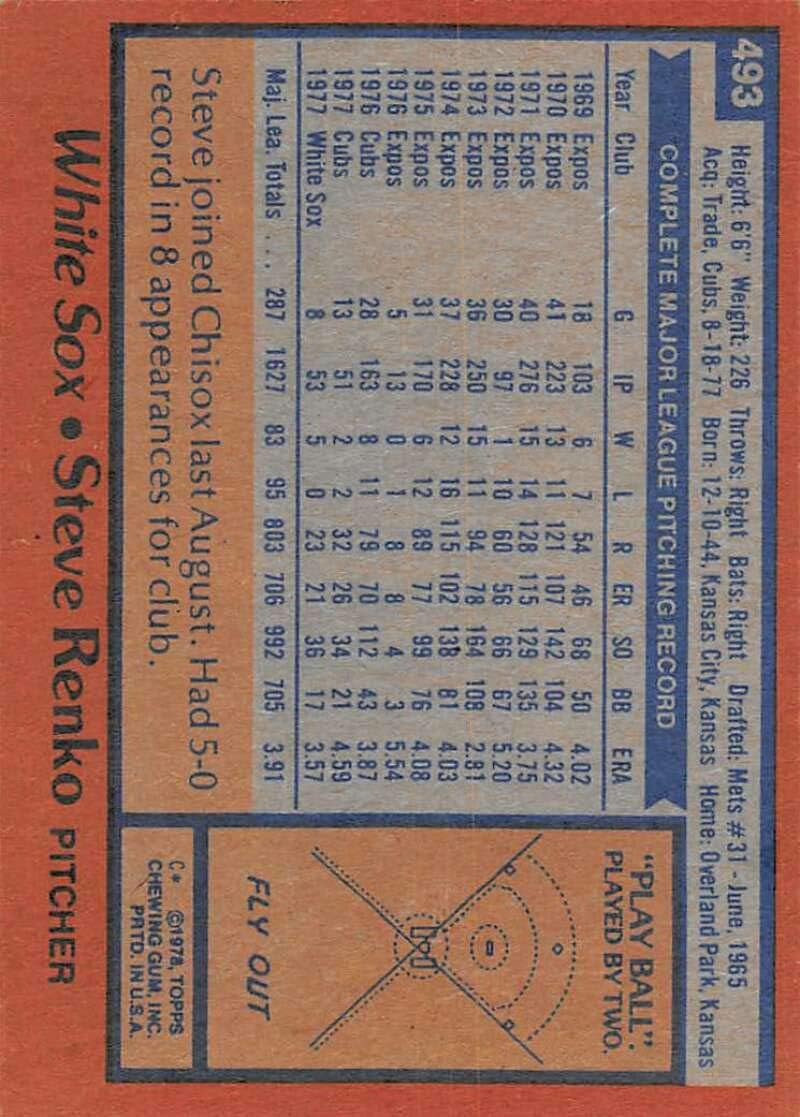 493
Height: 6'6" Weight: 226 Throws: Right Bats: Right Drafted: Mets #31 - June, 1965
Acq: Trade, Cubs, 8-18-77 Born: 12-10-44, Kansas City, Kansas Home: Overland Park, Kansas
COMPLETE MAJOR LEAGUE PITCHING RECORD
Year Club G IP W L R ER SO BB ERA
1969 Expos 18 103 6 7 54 46 68 50 4.02
1970 Expos 41 223 13 11 121 107 142 104 4.32
1971 Expos 40 276 15 14 128 115 129 135 3.75
1972 Expos 30 97 1 10 60 56 66 67 5.20
1973 Expos 36 250 15 11 94 78 164 108 2.81
1974 Expos 37 228 12 16 115 102 138 81 4.03
1975 Expos 31 170 6 12 89 77 99 76 4.08
1976 Expos 5 13 0 1 8 8 4 3 5.54
1976 Cubs 28 163 8 11 79 70 112 43 3.87
1977 Cubs 13 51 2 2 32 26 34 21 4.59
1977 White Sox 8 53 5 0 23 21 36 17 3.57
Maj. Lea. Totals ... 287 1627 83 95 803 706 992 705 3.91
Steve joined Chisox last August. Had 5-0
record in 8 appearances for club.
"PLAY BALL":
PLAYED BY TWO.
FLY OUT
C* ©1978, TOPPS
CHEWING GUM, INC.
PRTD. IN U.S.A.
White Sox • Steve Renko PITCHER